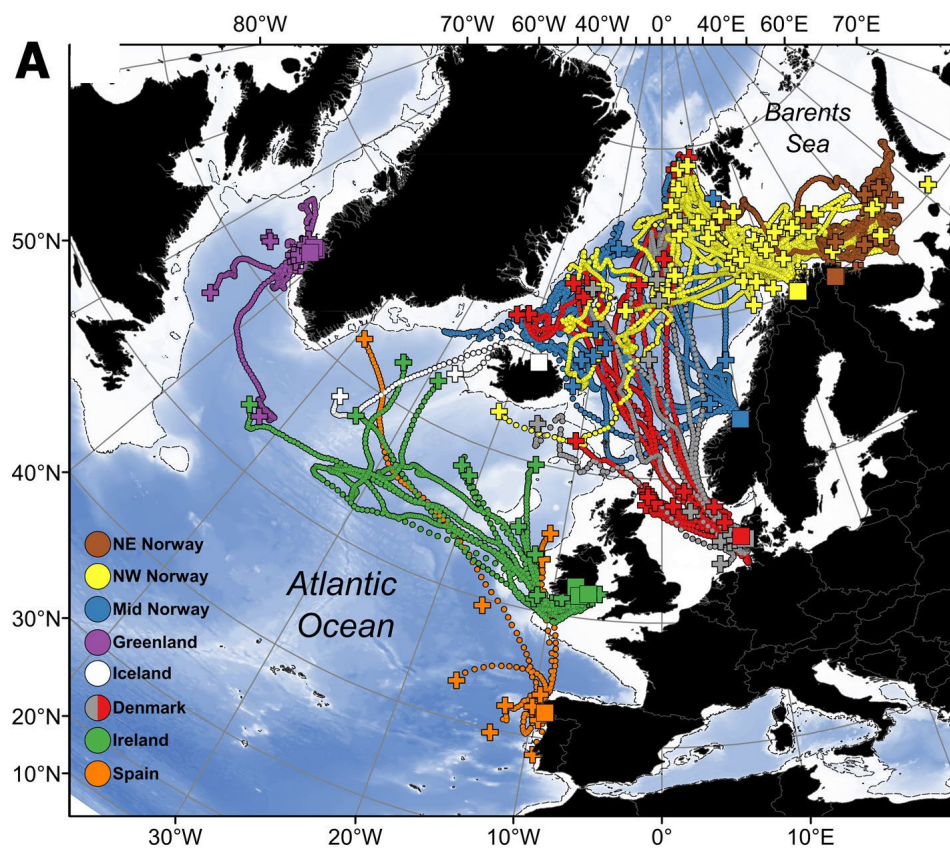 A
80°W 70°W 60°W 40°W 0° 40°E 60°E 70°E
Barents
Sea
50°N
40°N
30°N
20°N
10°N
Atlantic
Ocean
NE Norway
NW Norway
Mid Norway
Greenland
Iceland
Denmark
Ireland
Spain
30°W 20°W 10°W 0° 10°E